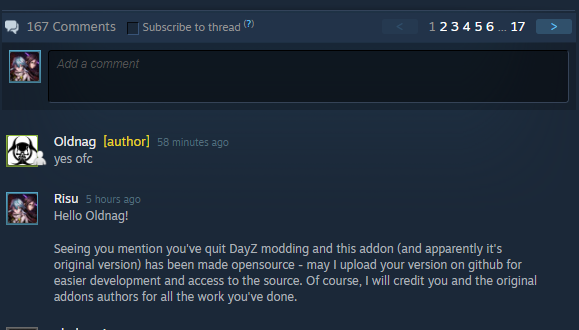 167 Comments Subscribe to thread (?) < 1 2 3 4 5 6 ... 17 >
Add a comment
Oldnag [author] 58 minutes ago
yes ofc
Risu 5 hours ago
Hello Oldnag!
Seeing you mention you've quit DayZ modding and this addon (and apparently it's
original version) has been made opensource - may I upload your version on github for
easier development and access to the source. Of course, I will credit you and the original
addons authors for all the work you've done.